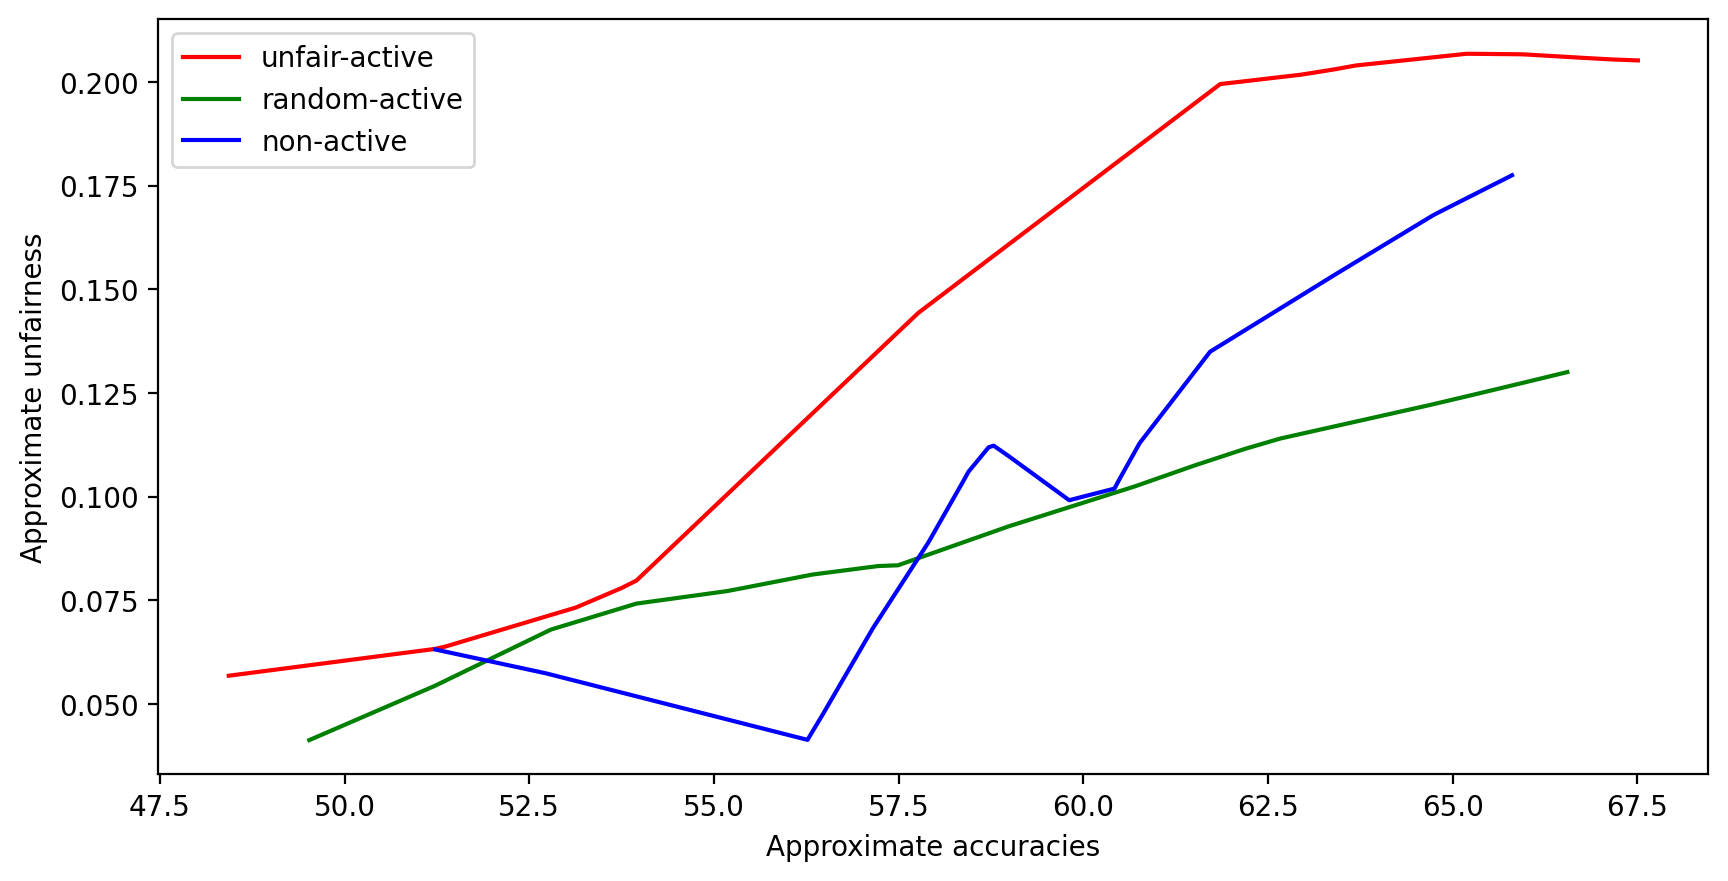 unfair-active
random-active
non-active
0.200
0.175
0.150
0.125
0.100
0.075
0.050
Approximate unfairness
47.5 50.0 52.5 55.0 57.5 60.0 62.5 65.0 67.5
Approximate accuracies